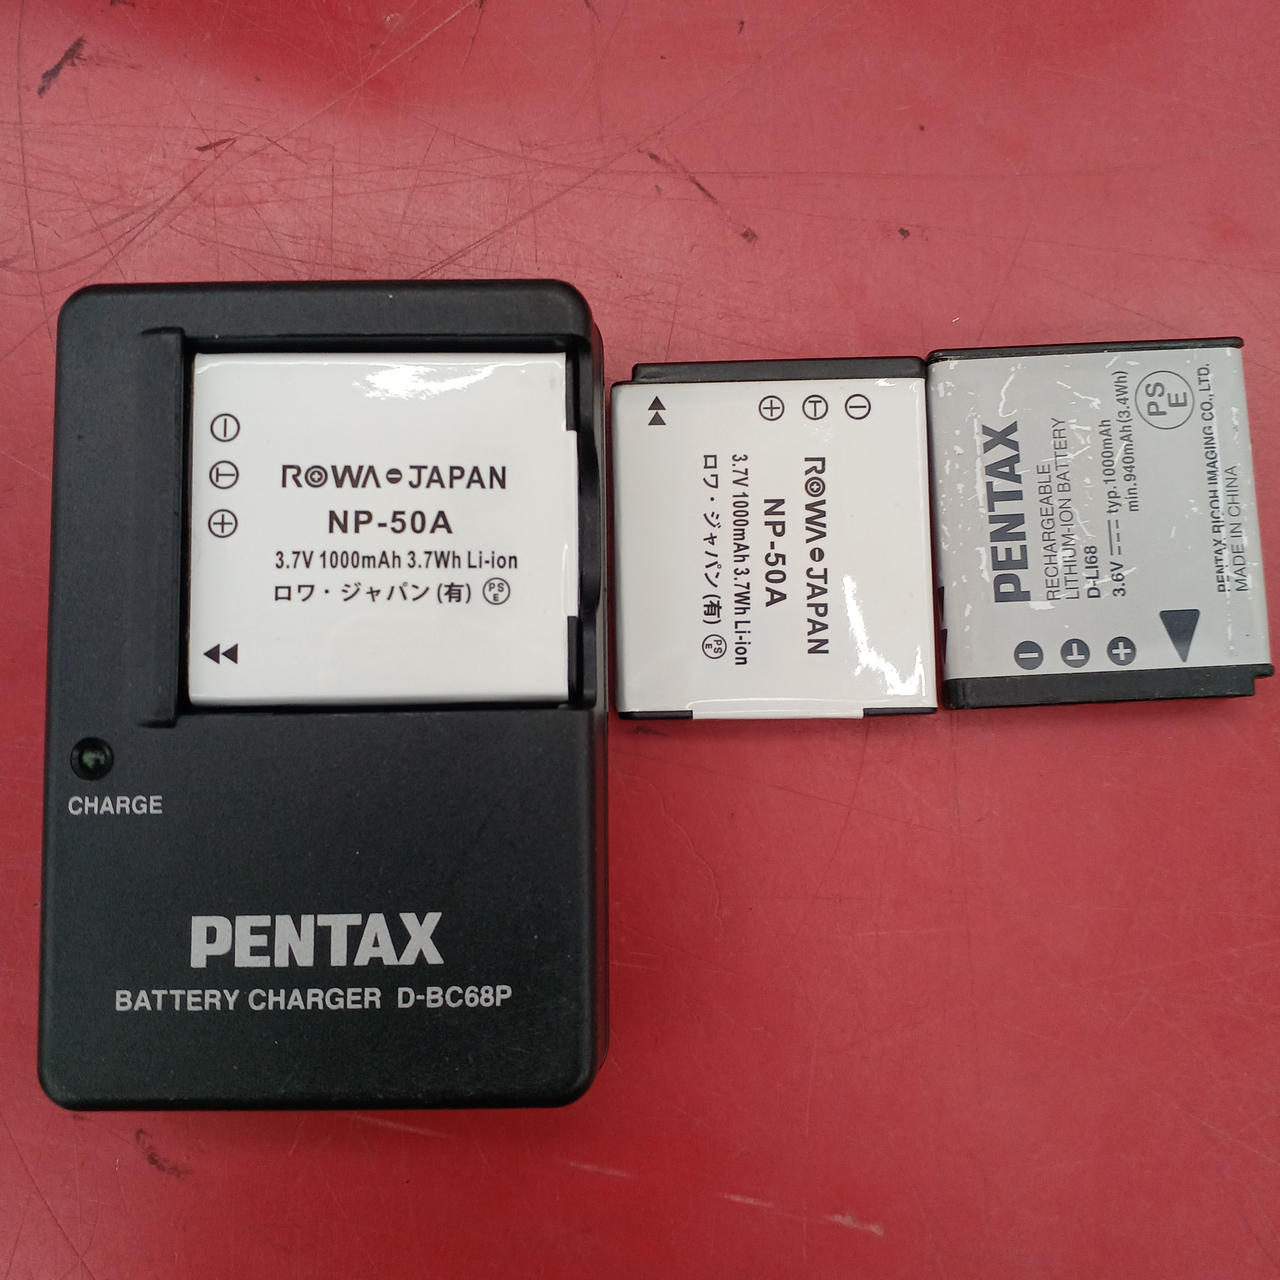 ROWA JAPAN
NP-50A
3.7V 1000mAh 3.7Wh Li-ion
ロワ・ジャパン(有) PSE
CHARGE
PENTAX
BATTERY CHARGER D-BC68P
ROWA JAPAN
NP-50A
3.7V 1000mAh 3.7Wh Li-ion
ロワ・ジャパン(有) PSE
PENTAX
RECHARGEABLE
LITHIUM-ION BATTERY
D-LI68
3.6V typ.1000mAh
min.940mAh(3.4Wh)
PSE
PENTAX RICOH IMAGING CO., LTD.
MADE IN CHINA